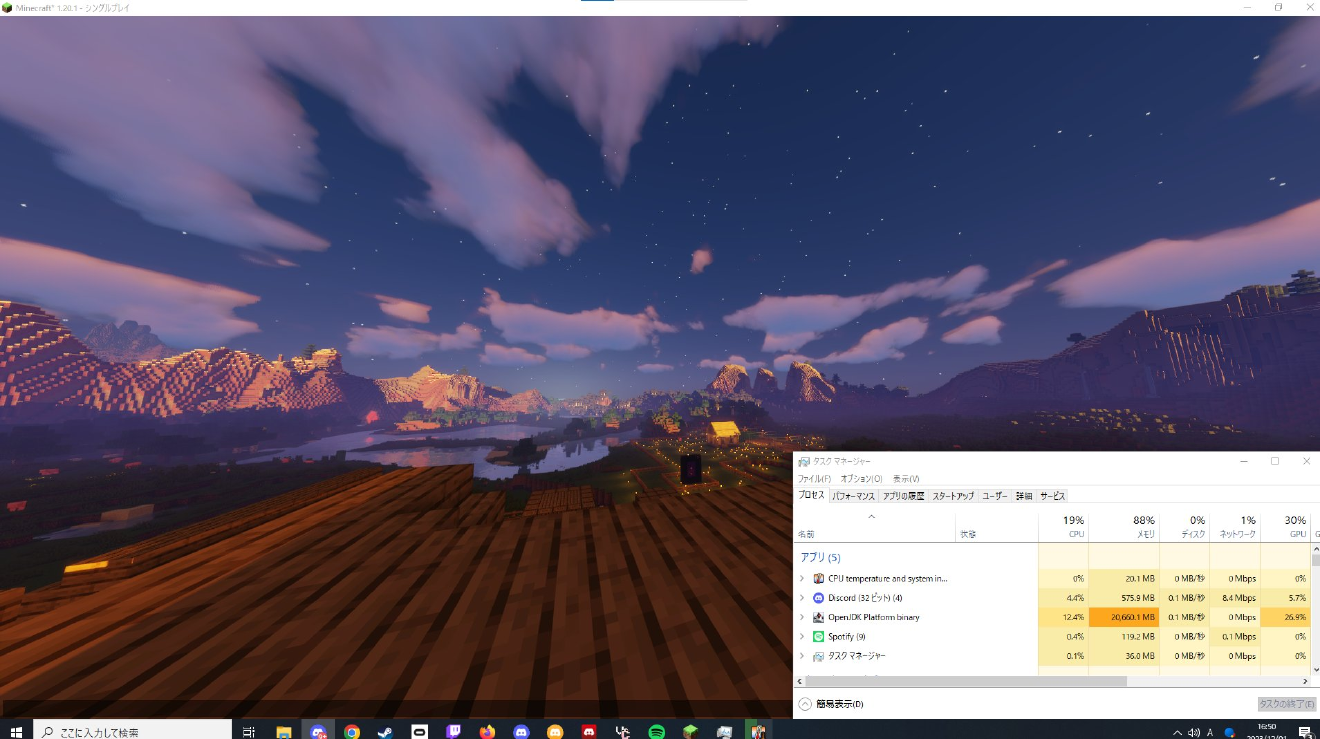 Minecraft* 1.20.1 - シングルプレイ
タスク マネージャー
ファイル(F) オプション(O) 表示(V)
プロセス パフォーマンス アプリの履歴 スタートアップ ユーザー 詳細 サービス
19% 88% 0% 1% 30%
名前 状態 CPU メモリ ディスク ネットワーク GPU G
アプリ (5)
CPU temperature and system in... 0% 20.1 MB 0 MB/秒 0 Mbps 0%
Discord (32 ビット) (4) 4.4% 575.9 MB 0.1 MB/秒 8.4 Mbps 5.7%
OpenJDK Platform binary 12.4% 20,660.1 MB 0.1 MB/秒 0 Mbps 26.9%
Spotify (9) 0.4% 119.2 MB 0 MB/秒 0.1 Mbps 0%
タスク マネージャー 0.1% 36.0 MB 0 MB/秒 0 Mbps 0%
簡易表示(D) タスクの終了(E)
ここに入力して検索
A 16:50